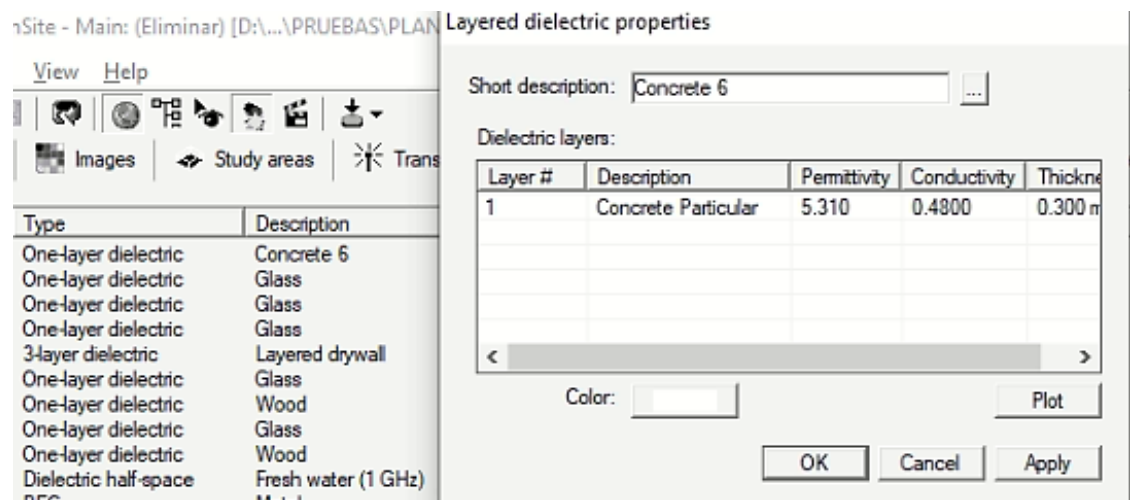 nSite - Main: (Eliminar) [D:\...\PRUEBAS\PLAN
View Help
Images Study areas Trans
Type Description
One-layer dielectric Concrete 6
One-layer dielectric Glass
One-layer dielectric Glass
One-layer dielectric Glass
3-layer dielectric Layered drywall
One-layer dielectric Glass
One-layer dielectric Wood
One-layer dielectric Glass
One-layer dielectric Wood
Dielectric half-space Fresh water (1 GHz)
Layered dielectric properties
Short description: Concrete 6 ...
Dielectric layers:
Layer # Description Permittivity Conductivity Thickne
1 Concrete Particular 5.310 0.4800 0.300 m
Color: Plot
OK Cancel Apply